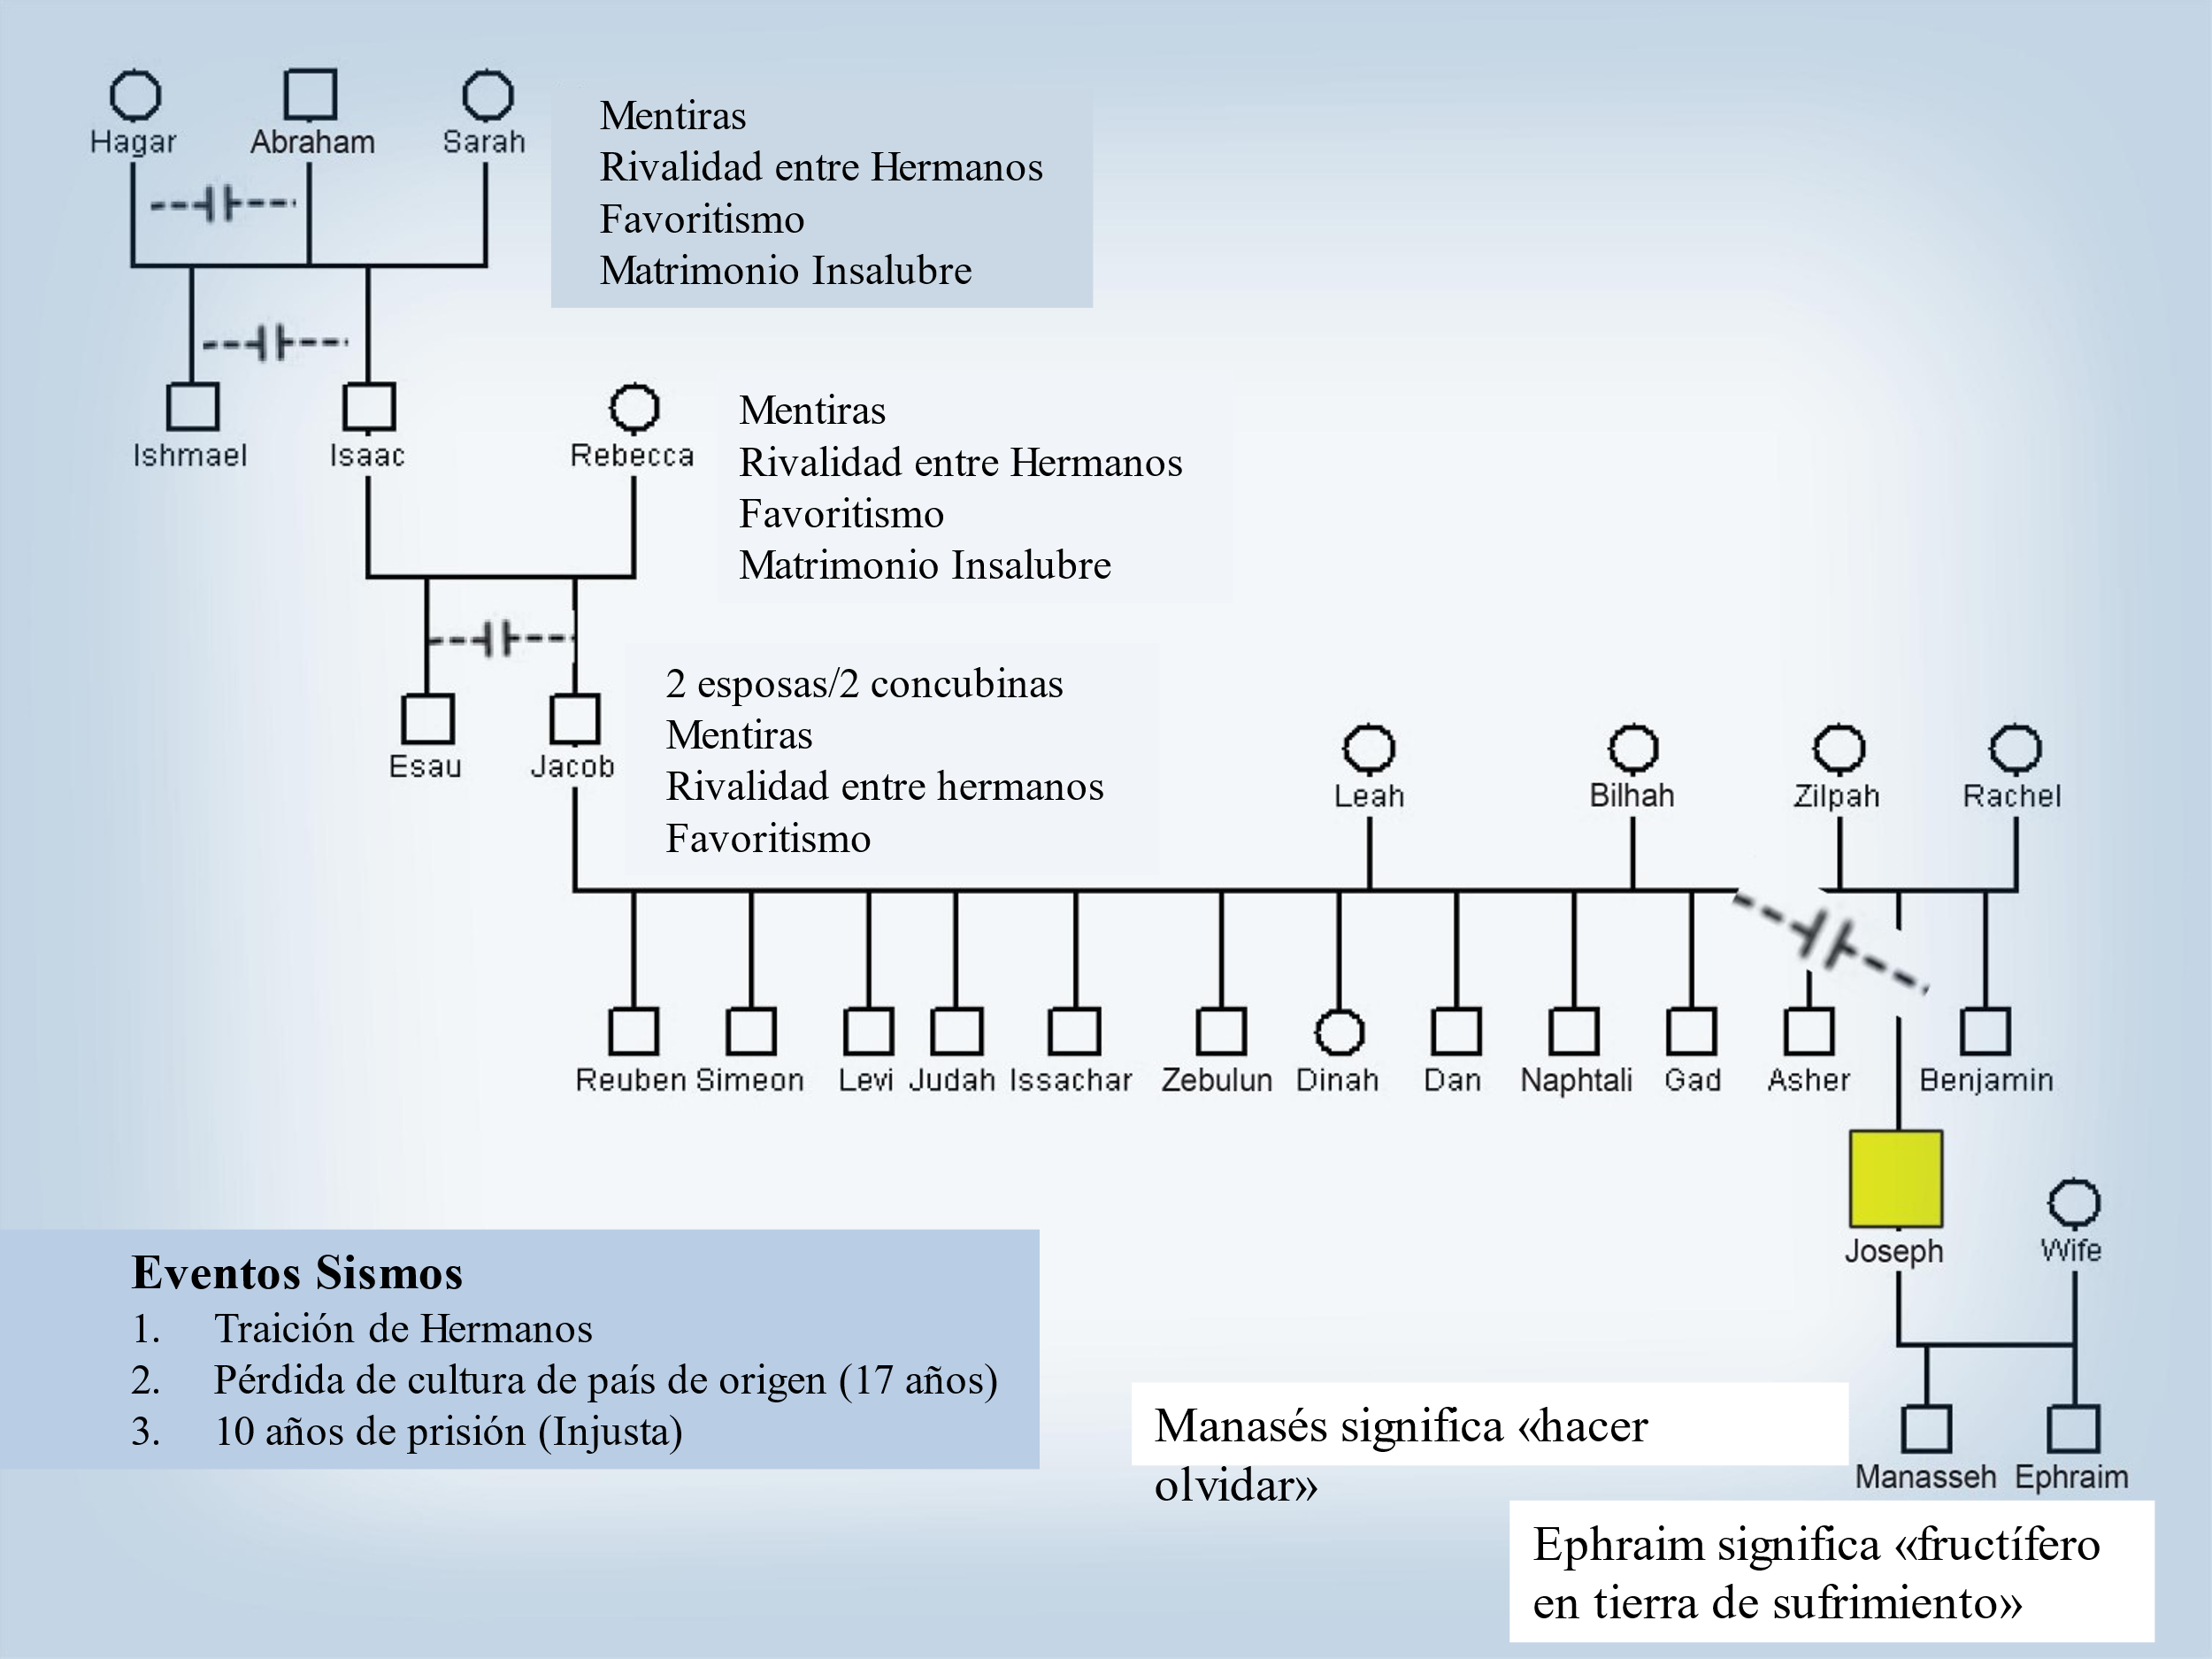 Hagar Abraham Sarah
Mentiras
Rivalidad entre Hermanos
Favoritismo
Matrimonio Insalubre
Ishmael Isaac Rebecca
Mentiras
Rivalidad entre Hermanos
Favoritismo
Matrimonio Insalubre
Esau Jacob
2 esposas/2 concubinas
Mentiras
Rivalidad entre hermanos
Favoritismo
Leah Bilhah Zilpah Rachel
Reuben Simeon Levi Judah Issachar Zebulun Dinah Dan Naphtali Gad Asher Benjamin
Joseph Wife
Eventos Sismos
1. Traición de Hermanos
2. Pérdida de cultura de país de origen (17 años)
3. 10 años de prisión (Injusta)
Manasés significa «hacer
olvidar»
Manasseh Ephraim
Ephraim significa «fructífero
en tierra de sufrimiento»